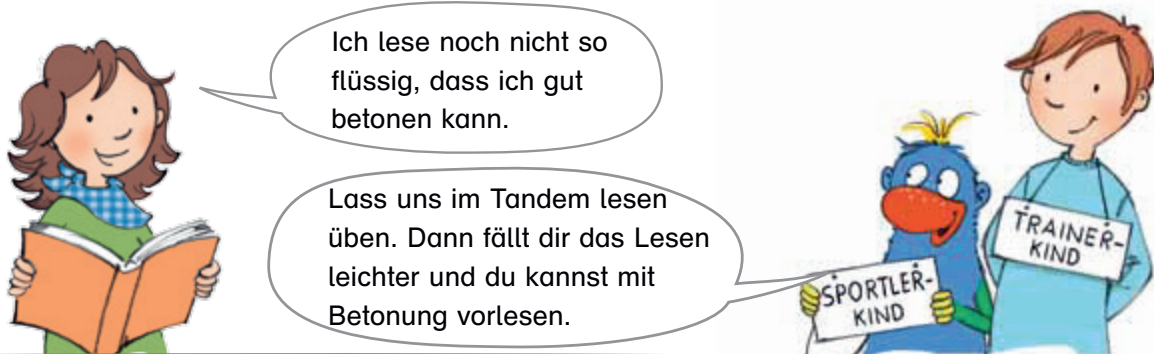 Ich lese noch nicht so
flüssig, dass ich gut
betonen kann.
Lass uns im Tandem lesen
üben. Dann fällt dir das Lesen
leichter und du kannst mit
Betonung vorlesen.
SPORTLER-
KIND
TRAINER-
KIND